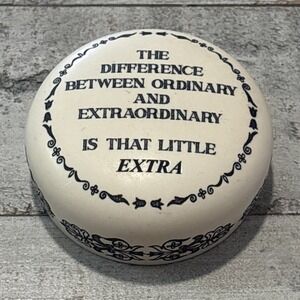 THE
DIFFERENCE
BETWEEN ORDINARY
AND
EXTRAORDINARY
IS THAT LITTLE
EXTRA